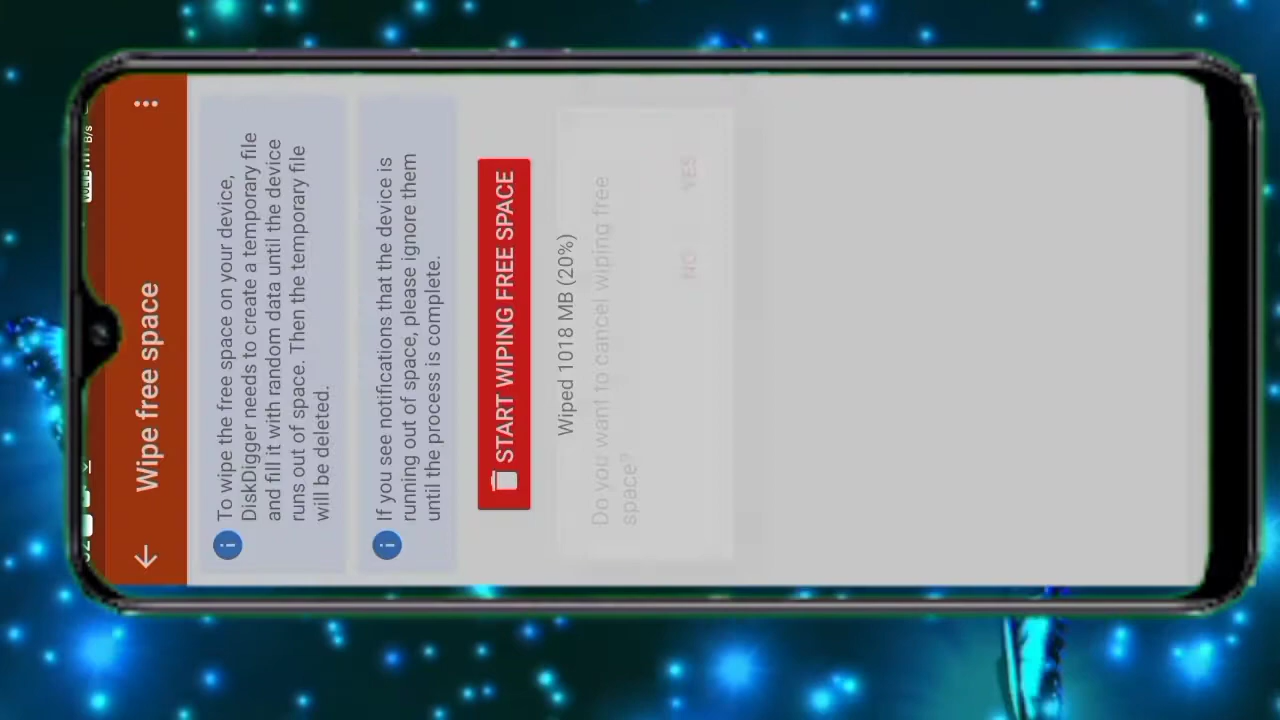 B/s
Wipe free space
To wipe the free space on your device,
DiskDigger needs to create a temporary file
and fill it with random data until the device
runs out of space. Then the temporary file
will be deleted.
If you see notifications that the device is
running out of space, please ignore them
until the process is complete.
START WIPING FREE SPACE
Wiped 1018 MB (20%)
Do you want to cancel wiping free
space?
NO YES